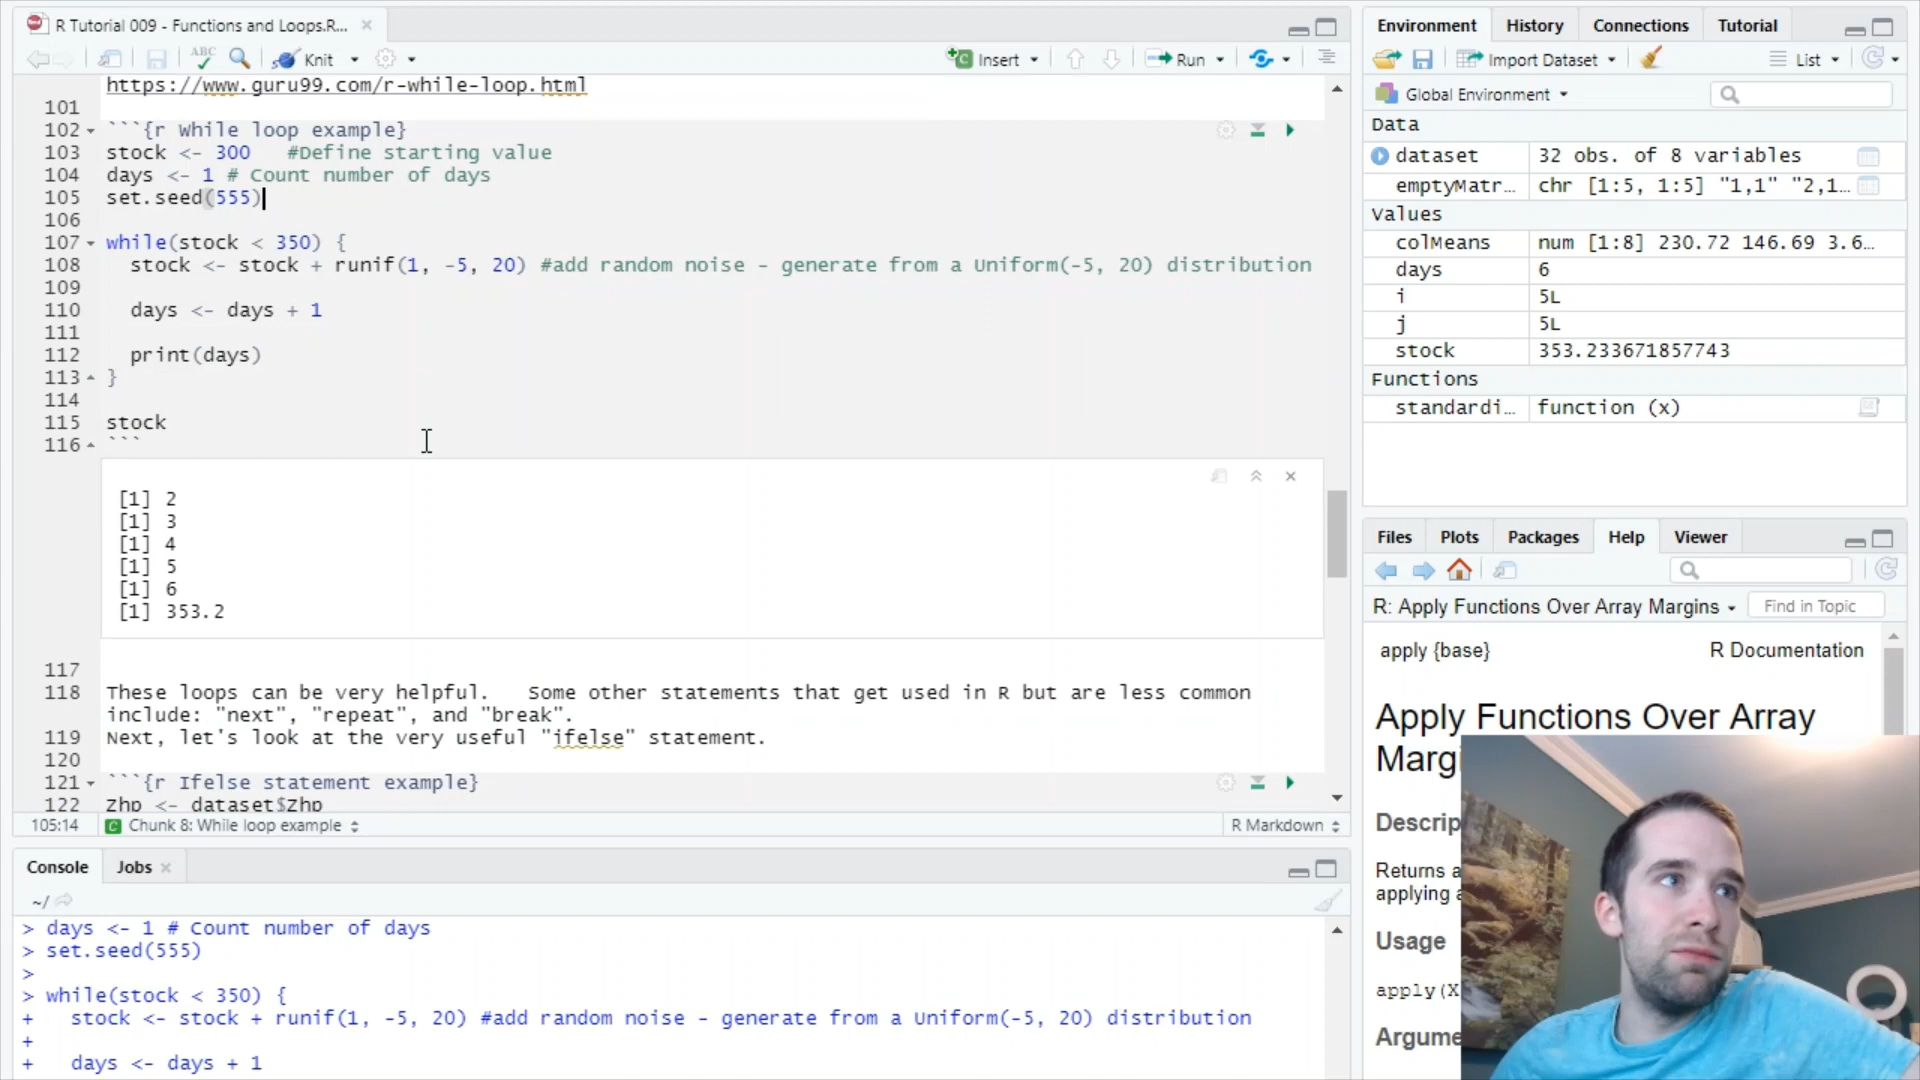 R Tutorial 009 - Functions and Loops.R...
ABC
Knit
Insert
Run
https://www.guru99.com/r-while-loop.html
101
102 ```{r While loop example}
103 stock <- 300   #Define starting value
104 days <- 1 # Count number of days
105 set.seed(555)
106
107 while(stock < 350) {
108   stock <- stock + runif(1, -5, 20) #add random noise - generate from a Uniform(-5, 20) distribution
109
110   days <- days + 1
111
112   print(days)
113 }
114
115 stock
116 ```
[1] 2
[1] 3
[1] 4
[1] 5
[1] 6
[1] 353.2
117
118 These loops can be very helpful.   Some other statements that get used in R but are less common
include: "next", "repeat", and "break".
119 Next, let's look at the very useful "ifelse" statement.
120
121 ```{r Ifelse statement example}
122 Zhp <- dataset$Zhp
105:14 Chunk 8: While loop example R Markdown
Console Jobs
~/
> days <- 1 # Count number of days
> set.seed(555)
>
> while(stock < 350) {
+   stock <- stock + runif(1, -5, 20) #add random noise - generate from a Uniform(-5, 20) distribution
+
+   days <- days + 1
Environment History Connections Tutorial
Import Dataset List
Global Environment
Data
dataset 32 obs. of 8 variables
emptyMatr... chr [1:5, 1:5] "1,1" "2,1...
Values
colMeans num [1:8] 230.72 146.69 3.6...
days 6
i 5L
j 5L
stock 353.233671857743
Functions
standardi... function (x)
Files Plots Packages Help Viewer
R: Apply Functions Over Array Margins Find in Topic
apply {base} R Documentation
Apply Functions Over Array
Margi
Descrip
Returns a
applying a
Usage
apply(X
Argume